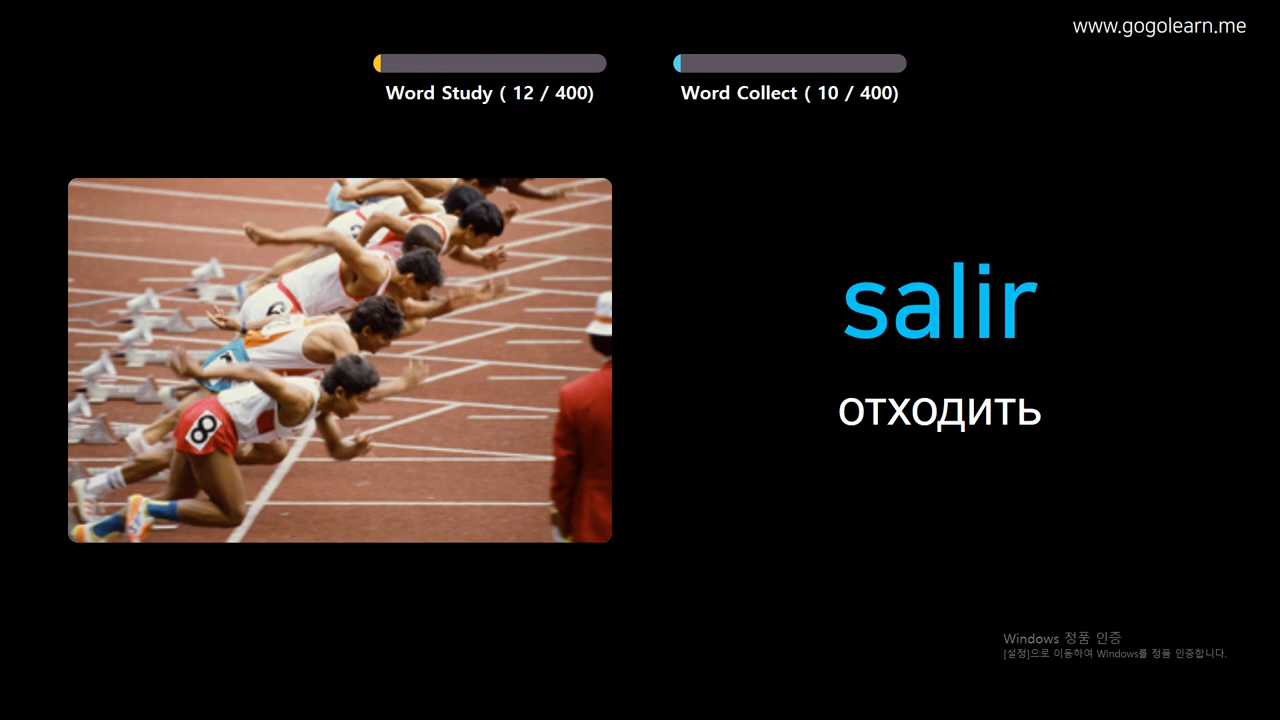 www.gogolearn.me
Word Study ( 12 / 400)
Word Collect ( 10 / 400)
salir
отходить
8
Windows 정품 인증
[설정]으로 이동하여 Windows를 정품 인증합니다.